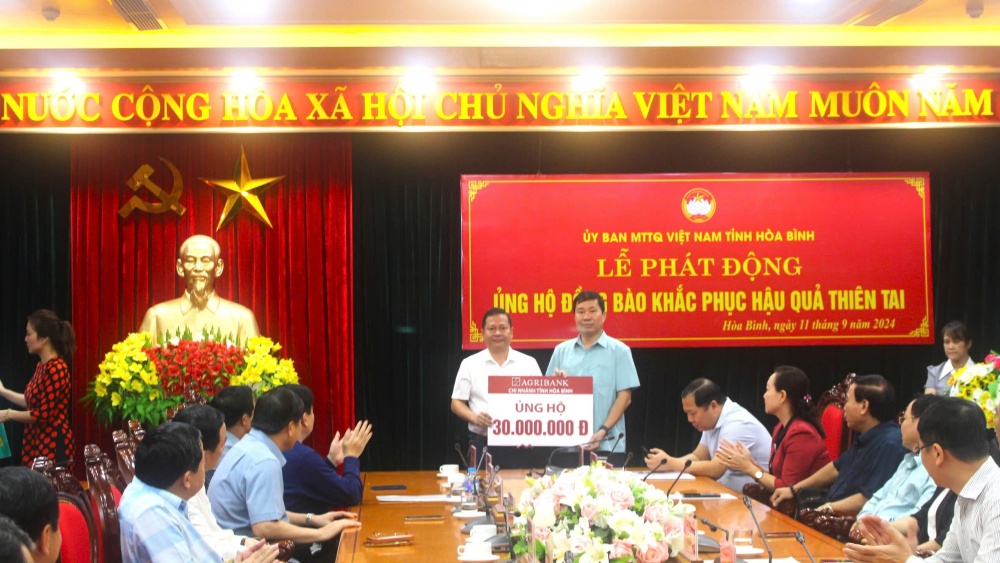 NƯỚC CỘNG HÒA XÃ HỘI CHỦ NGHĨA VIỆT NAM MUÔN NĂM
ỦY BAN MTTQ VIỆT NAM TỈNH HÒA BÌNH
LỄ PHÁT ĐỘNG
ỦNG HỘ ĐỒNG BÀO KHẮC PHỤC HẬU QUẢ THIÊN TAI
Hòa Bình, ngày 11 tháng 9 năm 2024
AGRIBANK
CHI NHÁNH TỈNH HÒA BÌNH
ỦNG HỘ
30.000.000 Đ